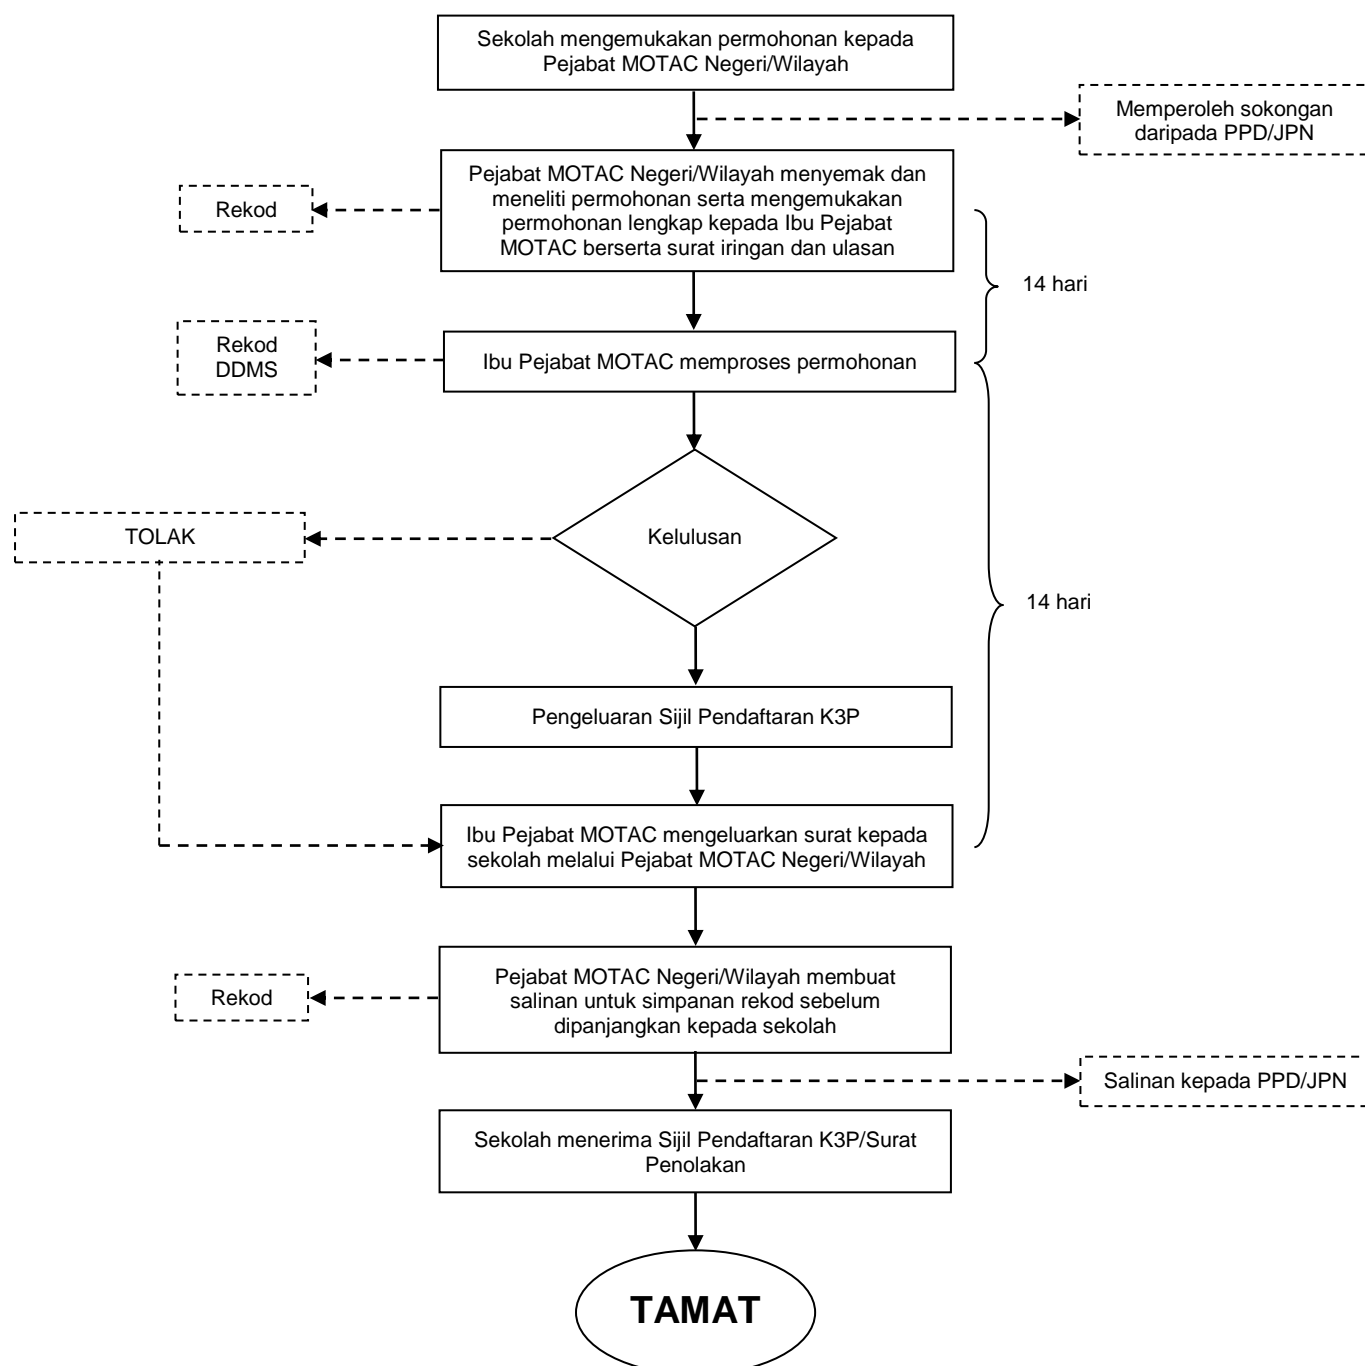 Sekolah mengemukakan permohonan kepada
Pejabat MOTAC Negeri/Wilayah
Memperoleh sokongan
daripada PPD/JPN
Pejabat MOTAC Negeri/Wilayah menyemak dan
meneliti permohonan serta mengemukakan
permohonan lengkap kepada Ibu Pejabat
MOTAC berserta surat iringan dan ulasan
Rekod
14 hari
Rekod
DDMS
Ibu Pejabat MOTAC memproses permohonan
TOLAK
Kelulusan
14 hari
Pengeluaran Sijil Pendaftaran K3P
Ibu Pejabat MOTAC mengeluarkan surat kepada
sekolah melalui Pejabat MOTAC Negeri/Wilayah
Pejabat MOTAC Negeri/Wilayah membuat
salinan untuk simpanan rekod sebelum
dipanjangkan kepada sekolah
Rekod
Salinan kepada PPD/JPN
Sekolah menerima Sijil Pendaftaran K3P/Surat
Penolakan
TAMAT